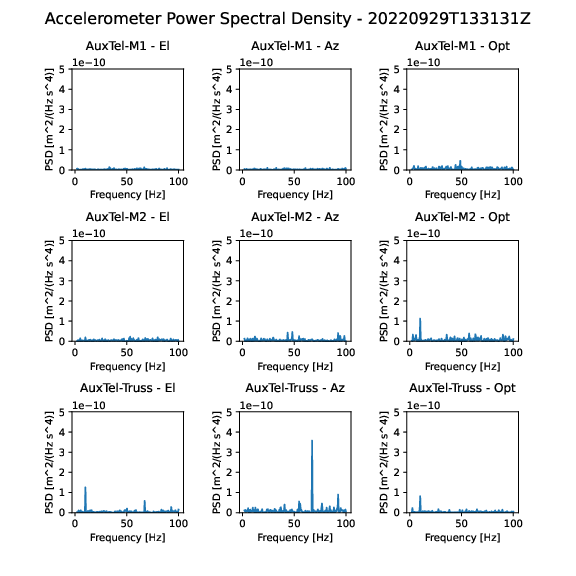 Accelerometer Power Spectral Density - 20220929T133131Z
AuxTel-M1 - El
1e−10
PSD [m^2/(Hz s^4)]
5
4
3
2
1
0
0 50 100
Frequency [Hz]
AuxTel-M1 - Az
1e−10
PSD [m^2/(Hz s^4)]
5
4
3
2
1
0
0 50 100
Frequency [Hz]
AuxTel-M1 - Opt
1e−10
PSD [m^2/(Hz s^4)]
5
4
3
2
1
0
0 50 100
Frequency [Hz]
AuxTel-M2 - El
1e−10
PSD [m^2/(Hz s^4)]
5
4
3
2
1
0
0 50 100
Frequency [Hz]
AuxTel-M2 - Az
1e−10
PSD [m^2/(Hz s^4)]
5
4
3
2
1
0
0 50 100
Frequency [Hz]
AuxTel-M2 - Opt
1e−10
PSD [m^2/(Hz s^4)]
5
4
3
2
1
0
0 50 100
Frequency [Hz]
AuxTel-Truss - El
1e−10
PSD [m^2/(Hz s^4)]
5
4
3
2
1
0
0 50 100
Frequency [Hz]
AuxTel-Truss - Az
1e−10
PSD [m^2/(Hz s^4)]
5
4
3
2
1
0
0 50 100
Frequency [Hz]
AuxTel-Truss - Opt
1e−10
PSD [m^2/(Hz s^4)]
5
4
3
2
1
0
0 50 100
Frequency [Hz]